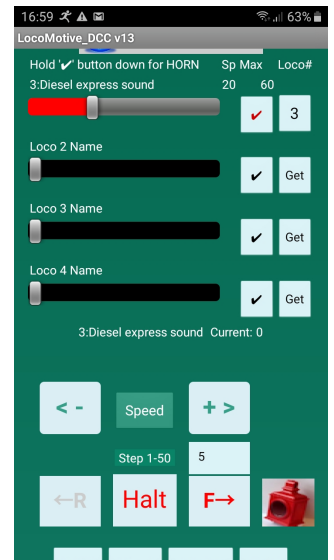 16:59 63%
LocoMotive_DCC v13
Hold '✔' button down for HORN Sp Max Loco#
3:Diesel express sound 20 60
✔ 3
Loco 2 Name
✔ Get
Loco 3 Name
✔ Get
Loco 4 Name
✔ Get
3:Diesel express sound Current: 0
< - Speed + >
Step 1-50 5
←R Halt F→